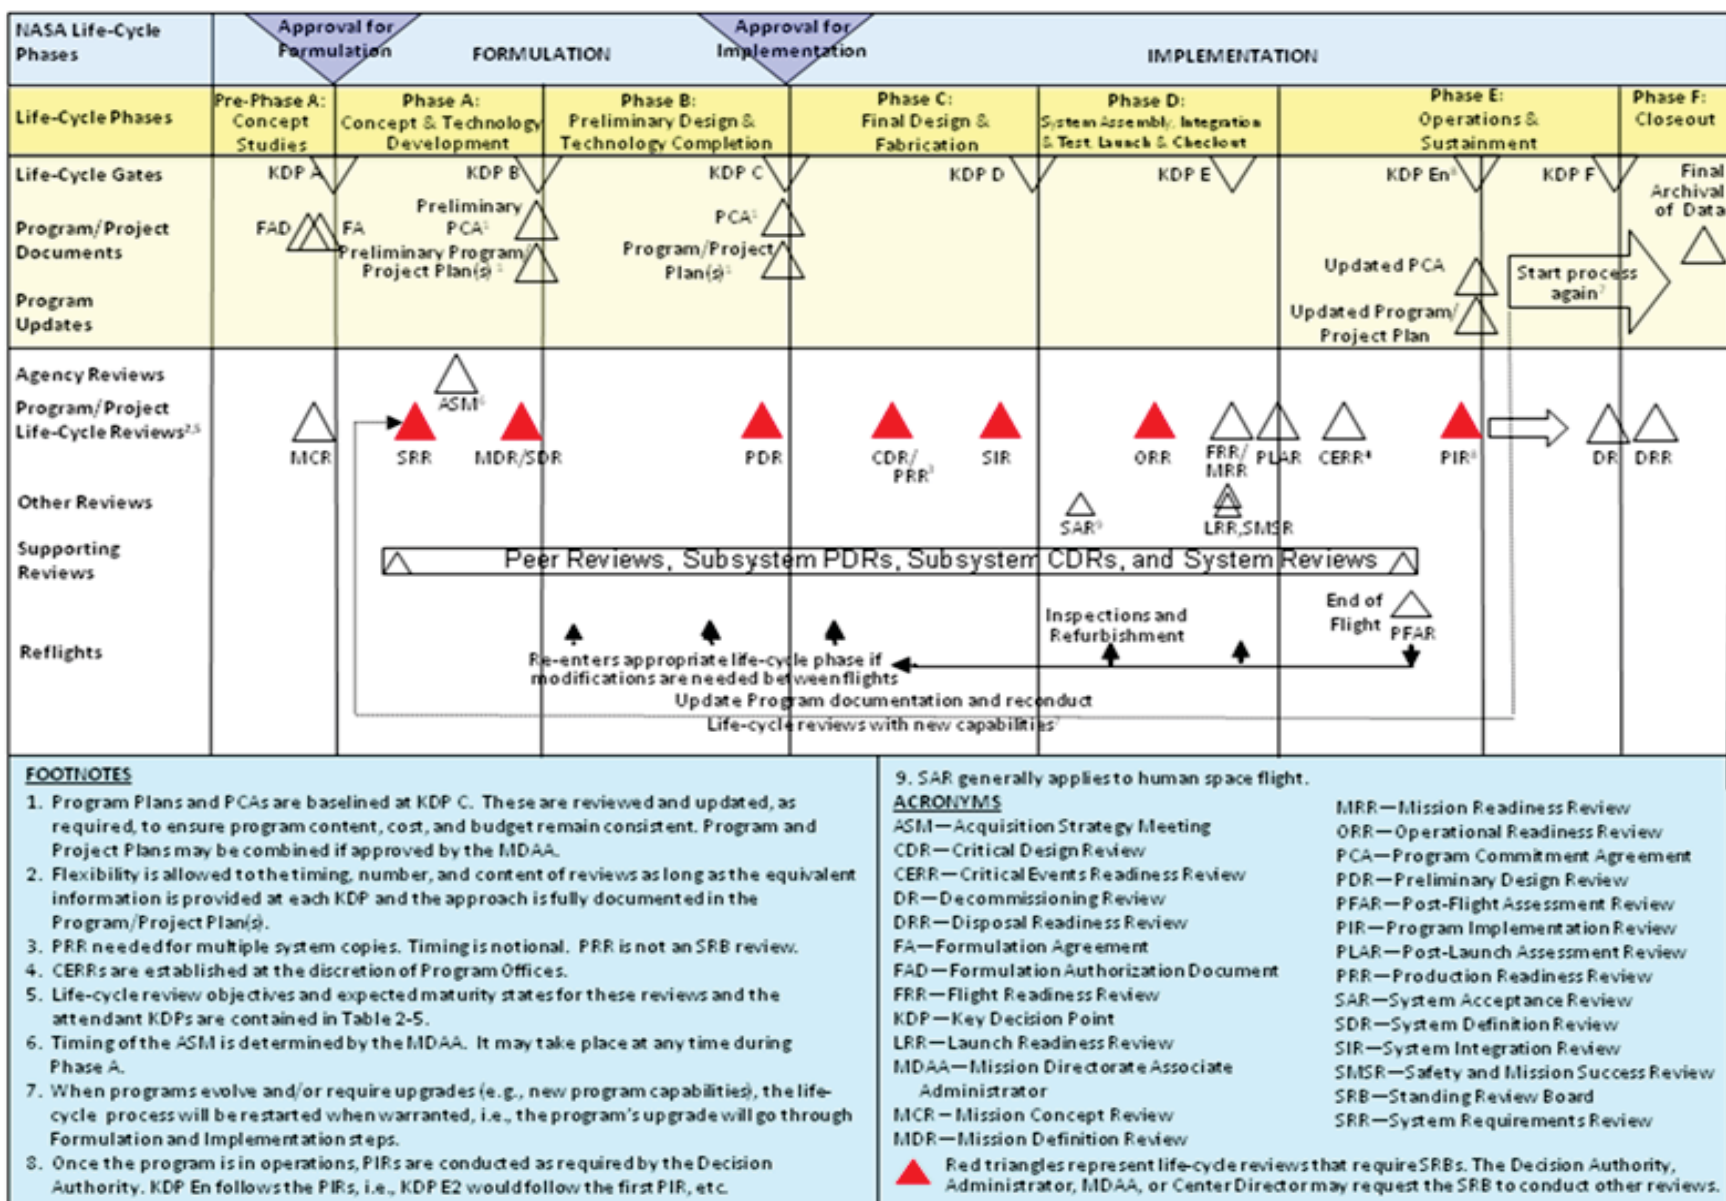 NASA Life-Cycle
Phases
Approval for
Formulation
FORMULATION
Approval for
Implementation
IMPLEMENTATION
Life-Cycle Phases
Pre-Phase A:
Concept
Studies
Phase A:
Concept & Technology
Development
Phase B:
Preliminary Design &
Technology Completion
Phase C:
Final Design &
Fabrication
Phase D:
System Assembly, Integration
& Test, Launch & Checkout
Phase E:
Operations &
Sustainment
Phase F:
Closeout
Life-Cycle Gates
KDP A
KDP B
KDP C
KDP D
KDP E
KDP En⁸
KDP F
Final
Archival
of Data
Program/Project
Documents
FAD
FA
Preliminary
PCA¹
Preliminary Program/
Project Plan(s) ¹
PCA¹
Program/Project
Plan(s)¹
Program
Updates
Updated PCA
Updated Program/
Project Plan
Start process
again⁷
Agency Reviews
ASM⁶
Program/Project
Life-Cycle Reviews²,⁵
MCR
SRR
MDR/SDR
PDR
CDR/
PRR³
SIR
ORR
FRR/
MRR
PLAR
CERR⁴
PIR⁸
DR
DRR
Other Reviews
SAR⁹
LRR,SMSR
Supporting
Reviews
Peer Reviews, Subsystem PDRs, Subsystem CDRs, and System Reviews
Reflights
Re-enters appropriate life-cycle phase if
modifications are needed between flights
Inspections and
Refurbishment
End of
Flight
PFAR
Update Program documentation and reconduct
Life-cycle reviews with new capabilities⁷
FOOTNOTES
1. Program Plans and PCAs are baselined at KDP C. These are reviewed and updated, as
required, to ensure program content, cost, and budget remain consistent. Program and
Project Plans may be combined if approved by the MDAA.
2. Flexibility is allowed to the timing, number, and content of reviews as long as the equivalent
information is provided at each KDP and the approach is fully documented in the
Program/Project Plan(s).
3. PRR needed for multiple system copies. Timing is notional. PRR is not an SRB review.
4. CERRs are established at the discretion of Program Offices.
5. Life-cycle review objectives and expected maturity states for these reviews and the
attendant KDPs are contained in Table 2-5.
6. Timing of the ASM is determined by the MDAA. It may take place at any time during
Phase A.
7. When programs evolve and/or require upgrades (e.g., new program capabilities), the life-
cycle process will be restarted when warranted, i.e., the program's upgrade will go through
Formulation and Implementation steps.
8. Once the program is in operations, PIRs are conducted as required by the Decision
Authority. KDP En follows the PIRs, i.e., KDP E2 would follow the first PIR, etc.
9. SAR generally applies to human space flight.
ACRONYMS
ASM—Acquisition Strategy Meeting
CDR—Critical Design Review
CERR—Critical Events Readiness Review
DR—Decommissioning Review
DRR—Disposal Readiness Review
FA—Formulation Agreement
FAD—Formulation Authorization Document
FRR—Flight Readiness Review
KDP—Key Decision Point
LRR—Launch Readiness Review
MDAA—Mission Directorate Associate
Administrator
MCR—Mission Concept Review
MDR—Mission Definition Review
MRR—Mission Readiness Review
ORR—Operational Readiness Review
PCA—Program Commitment Agreement
PDR—Preliminary Design Review
PFAR—Post-Flight Assessment Review
PIR—Program Implementation Review
PLAR—Post-Launch Assessment Review
PRR—Production Readiness Review
SAR—System Acceptance Review
SDR—System Definition Review
SIR—System Integration Review
SMSR—Safety and Mission Success Review
SRB—Standing Review Board
SRR—System Requirements Review
Red triangles represent life-cycle reviews that require SRBs. The Decision Authority,
Administrator, MDAA, or Center Director may request the SRB to conduct other reviews.